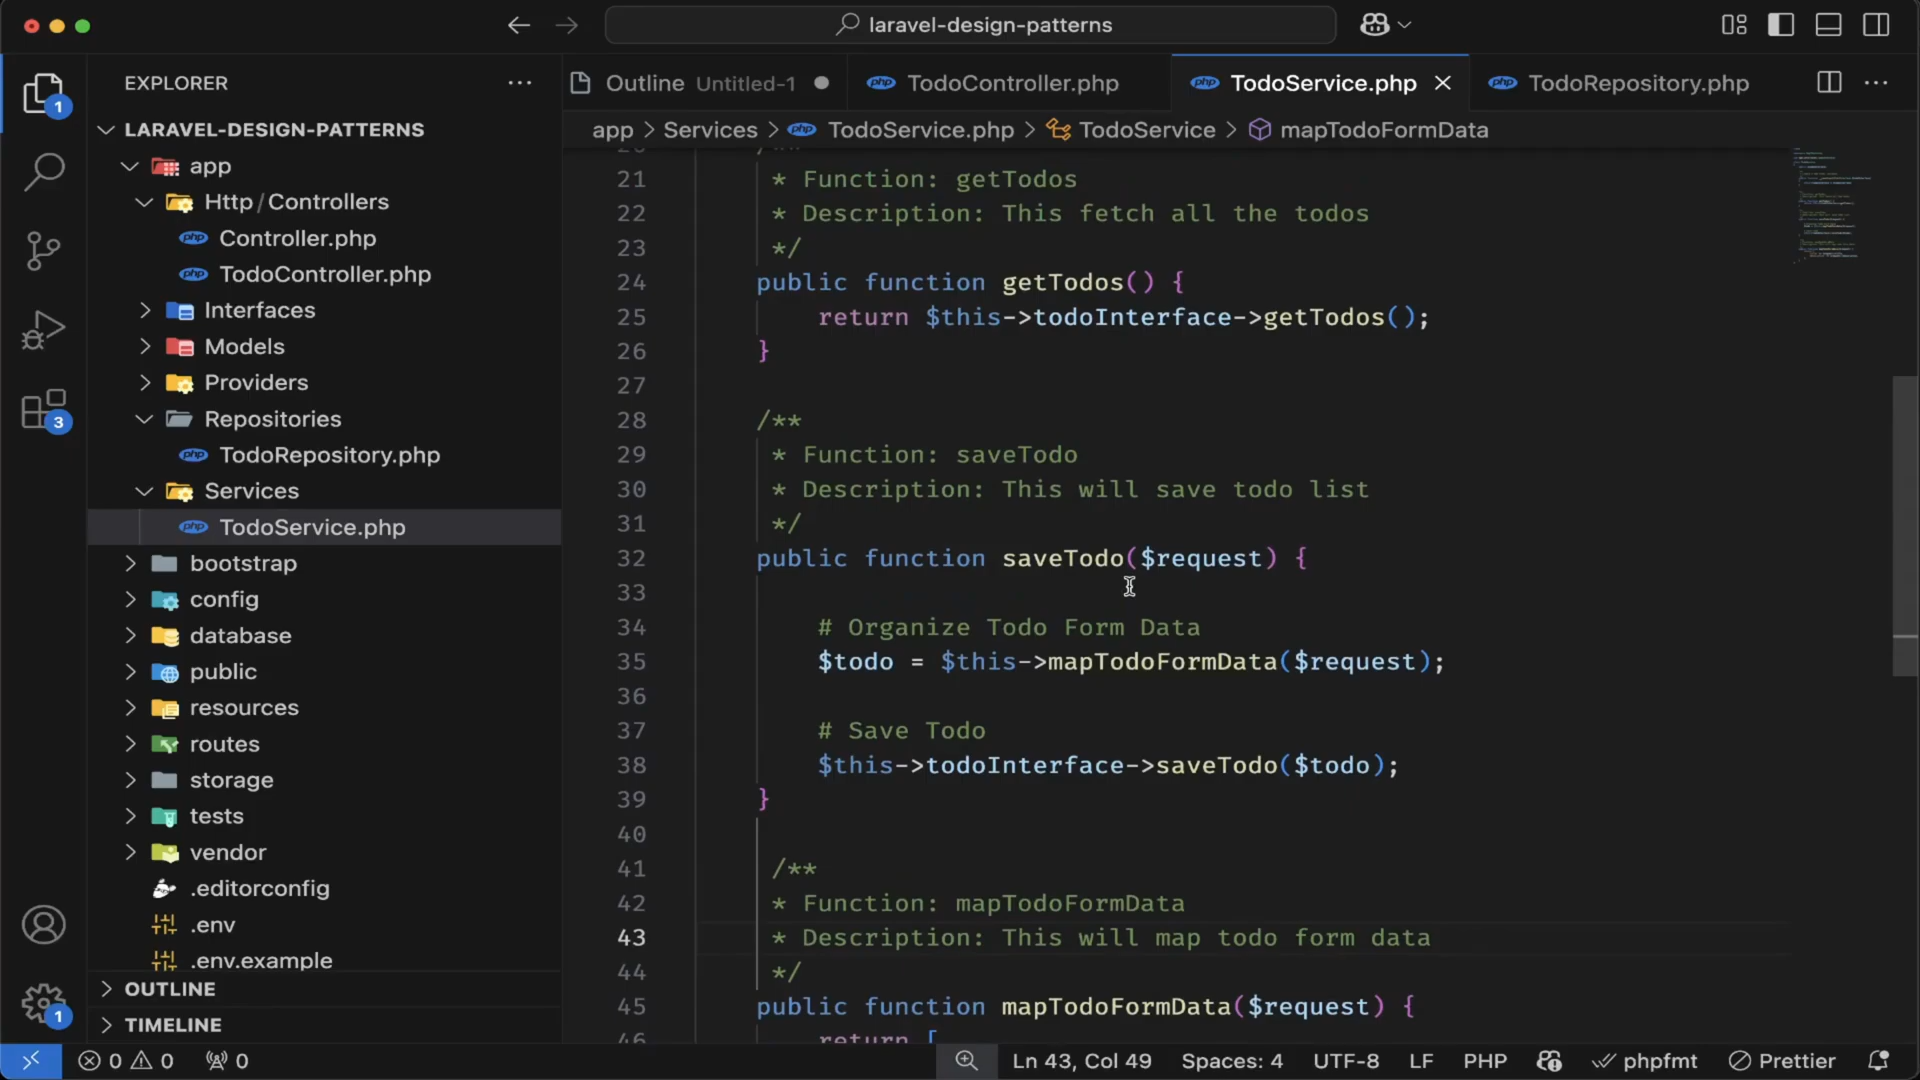 laravel-design-patterns
EXPLORER
Outline Untitled-1
TodoController.php
TodoService.php
TodoRepository.php
app > Services > TodoService.php > TodoService > mapTodoFormData
1
LARAVEL-DESIGN-PATTERNS
app
Http / Controllers
Controller.php
TodoController.php
Interfaces
Models
Providers
Repositories
TodoRepository.php
Services
TodoService.php
bootstrap
config
database
public
resources
routes
storage
tests
vendor
.editorconfig
.env
.env.example
OUTLINE
TIMELINE
3
1
21 * Function: getTodos
22 * Description: This fetch all the todos
23 */
24 public function getTodos() {
25 return $this->todoInterface->getTodos();
26 }
27
28 /**
29 * Function: saveTodo
30 * Description: This will save todo list
31 */
32 public function saveTodo($request) {
33
34 # Organize Todo Form Data
35 $todo = $this->mapTodoFormData($request);
36
37 # Save Todo
38 $this->todoInterface->saveTodo($todo);
39 }
40
41 /**
42 * Function: mapTodoFormData
43 * Description: This will map todo form data
44 */
45 public function mapTodoFormData($request) {
46 return [
0 0 0
Ln 43, Col 49 Spaces: 4 UTF-8 LF PHP phpfmt Prettier